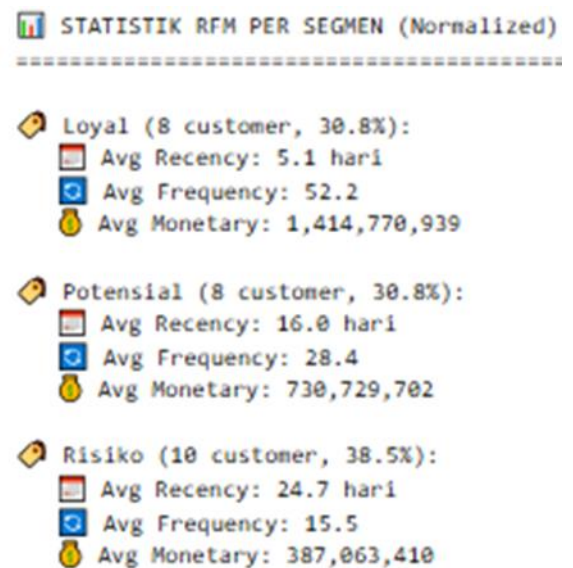 📊 STATISTIK RFM PER SEGMEN (Normalized)
==========================================
🏷️ Loyal (8 customer, 30.8%):
📅 Avg Recency: 5.1 hari
🔄 Avg Frequency: 52.2
💰 Avg Monetary: 1,414,770,939
🏷️ Potensial (8 customer, 30.8%):
📅 Avg Recency: 16.0 hari
🔄 Avg Frequency: 28.4
💰 Avg Monetary: 730,729,702
🏷️ Risiko (10 customer, 38.5%):
📅 Avg Recency: 24.7 hari
🔄 Avg Frequency: 15.5
💰 Avg Monetary: 387,063,410